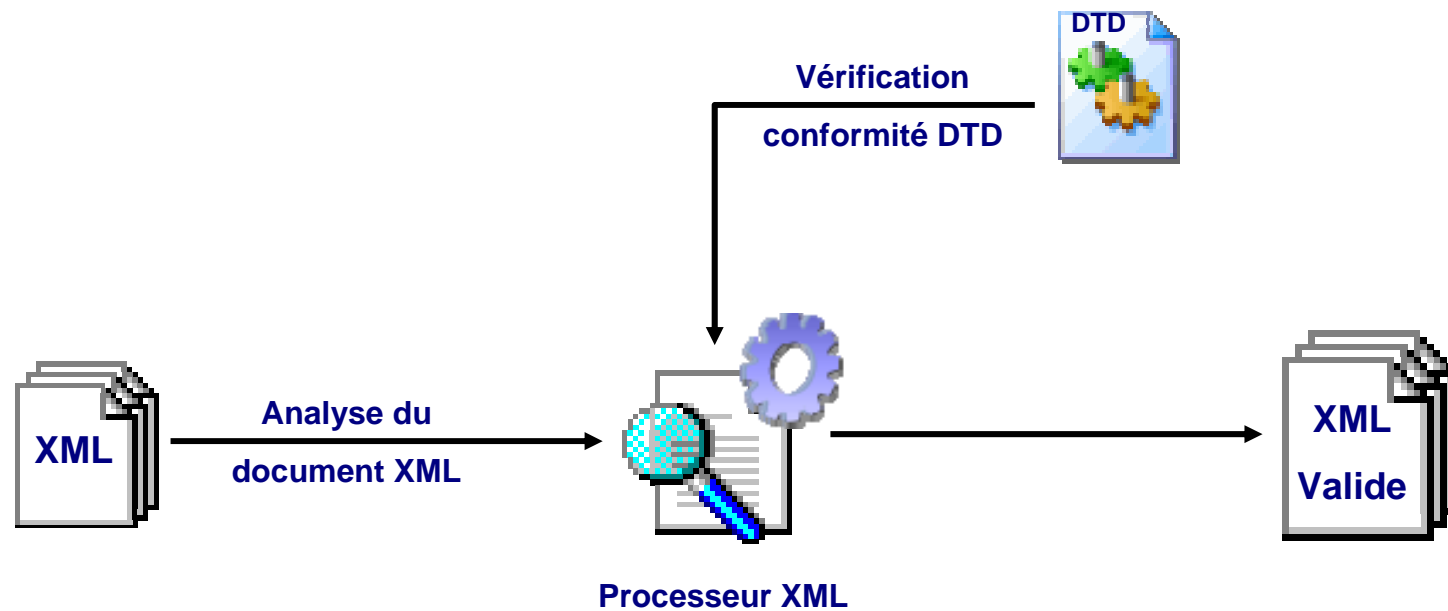 DTD
Vérification
conformité DTD
XML
Analyse du
document XML
XML
Valide
Processeur XML